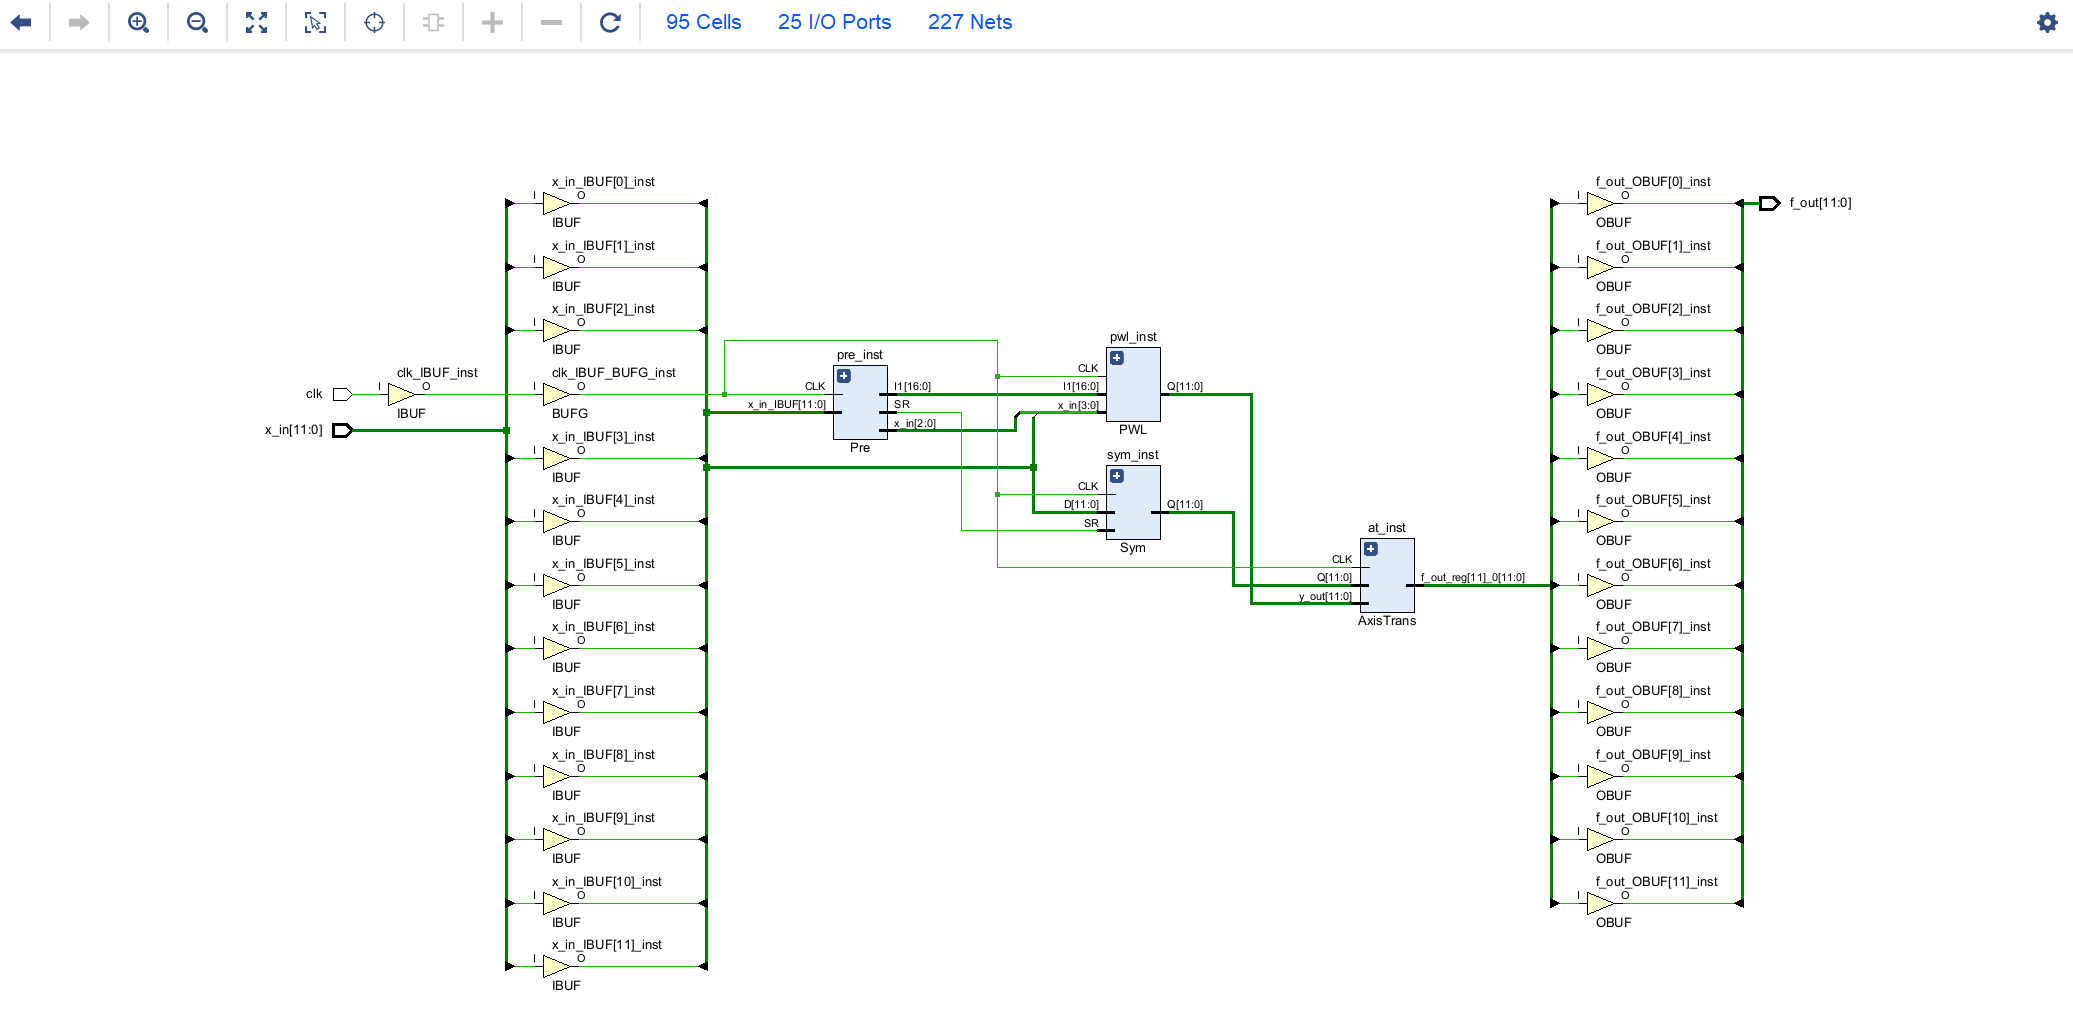 95 Cells 25 I/O Ports 227 Nets
clk
x_in[11:0]
clk_IBUF_inst
I O
IBUF
x_in_IBUF[0]_inst
I O
IBUF
x_in_IBUF[1]_inst
I O
IBUF
x_in_IBUF[2]_inst
I O
IBUF
clk_IBUF_BUFG_inst
I O
BUFG
x_in_IBUF[3]_inst
I O
IBUF
x_in_IBUF[4]_inst
I O
IBUF
x_in_IBUF[5]_inst
I O
IBUF
x_in_IBUF[6]_inst
I O
IBUF
x_in_IBUF[7]_inst
I O
IBUF
x_in_IBUF[8]_inst
I O
IBUF
x_in_IBUF[9]_inst
I O
IBUF
x_in_IBUF[10]_inst
I O
IBUF
x_in_IBUF[11]_inst
I O
IBUF
pre_inst
CLK I1[16:0]
x_in_IBUF[11:0] SR
x_in[2:0]
Pre
pwl_inst
CLK
I1[16:0] Q[11:0]
x_in[3:0]
PWL
sym_inst
CLK
D[11:0] Q[11:0]
SR
Sym
at_inst
CLK
Q[11:0] f_out_reg[11]_0[11:0]
y_out[11:0]
AxisTrans
f_out_OBUF[0]_inst
I O
OBUF
f_out_OBUF[1]_inst
I O
OBUF
f_out_OBUF[2]_inst
I O
OBUF
f_out_OBUF[3]_inst
I O
OBUF
f_out_OBUF[4]_inst
I O
OBUF
f_out_OBUF[5]_inst
I O
OBUF
f_out_OBUF[6]_inst
I O
OBUF
f_out_OBUF[7]_inst
I O
OBUF
f_out_OBUF[8]_inst
I O
OBUF
f_out_OBUF[9]_inst
I O
OBUF
f_out_OBUF[10]_inst
I O
OBUF
f_out_OBUF[11]_inst
I O
OBUF
f_out[11:0]